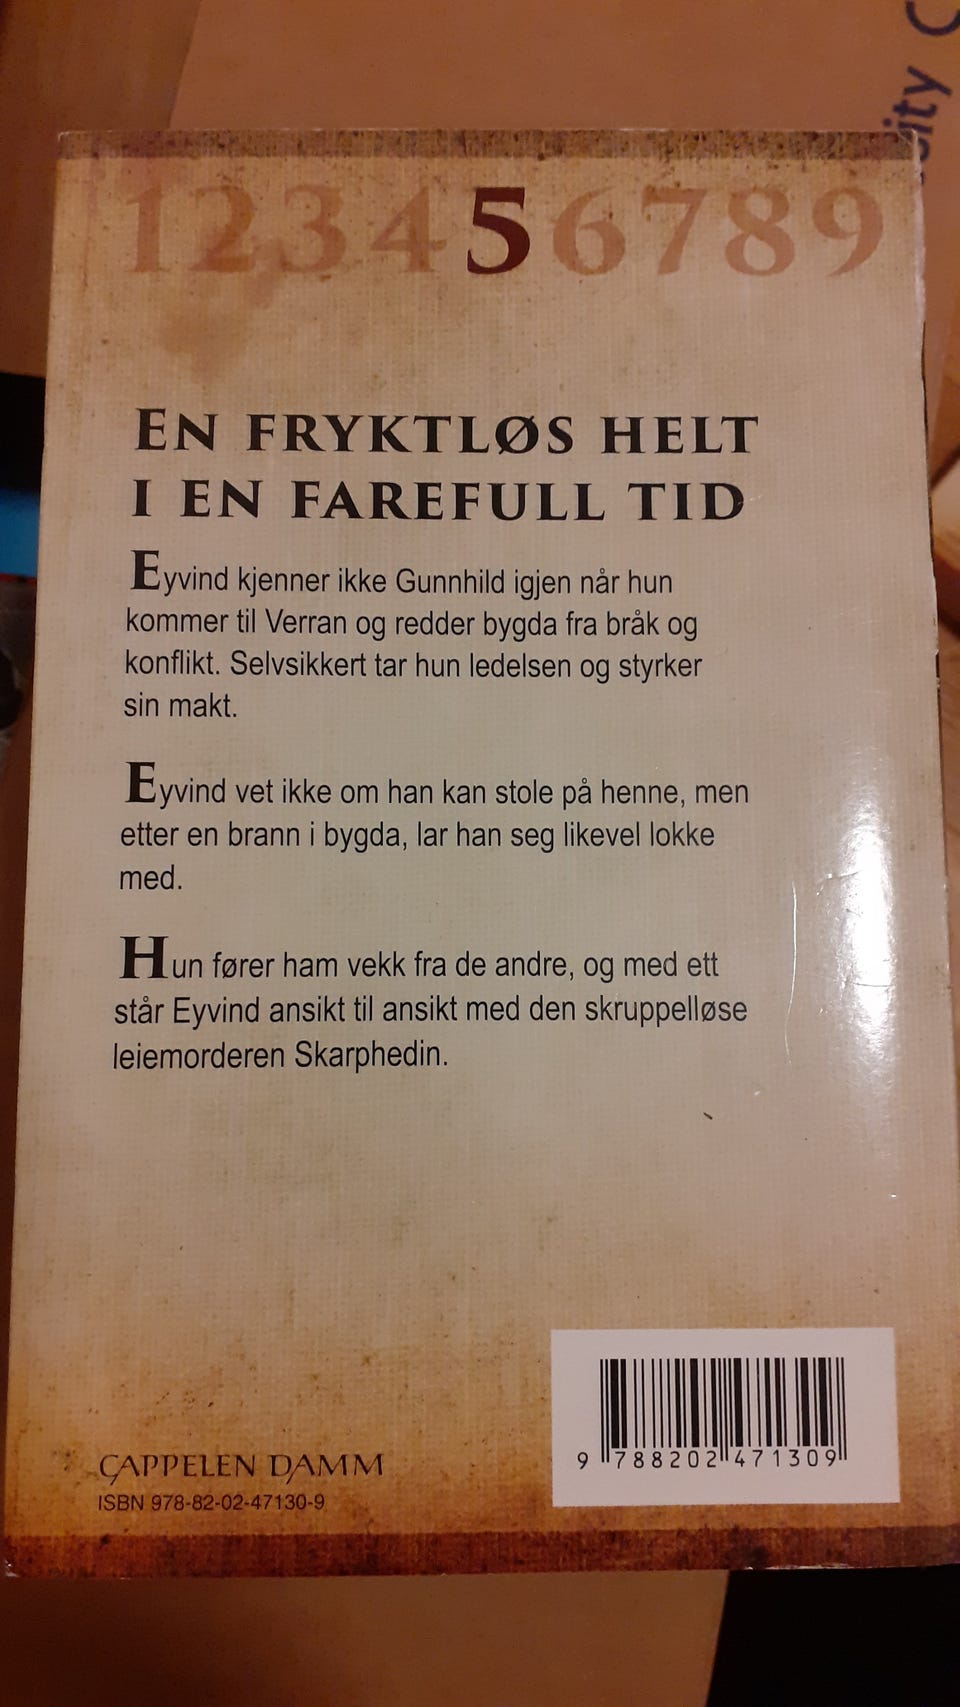 sity C
123456789
EN FRYKTLØS HELT
I EN FAREFULL TID
Eyvind kjenner ikke Gunnhild igjen når hun
kommer til Verran og redder bygda fra bråk og
konflikt. Selvsikkert tar hun ledelsen og styrker
sin makt.
Eyvind vet ikke om han kan stole på henne, men
etter en brann i bygda, lar han seg likevel lokke
med.
Hun fører ham vekk fra de andre, og med ett
står Eyvind ansikt til ansikt med den skruppelløse
leiemorderen Skarphedin.
CAPPELEN DAMM
ISBN 978-82-02-47130-9
9 788202 471309